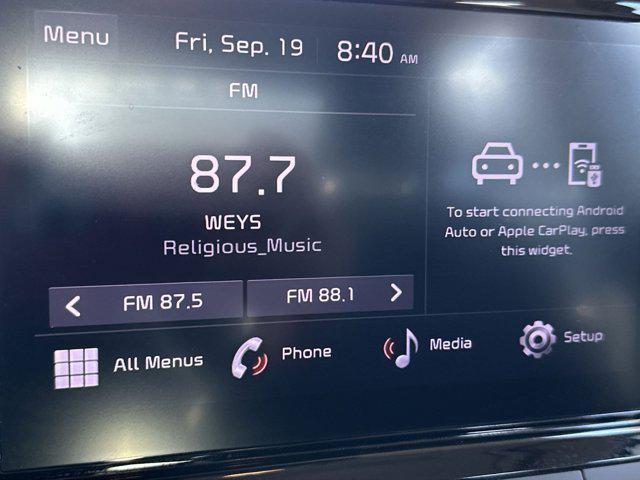 Menu
Fri, Sep. 19
8:40 AM
FM
87.7
WEYS
Religious_Music
FM 87.5
FM 88.1
To start connecting Android
Auto or Apple CarPlay, press
this widget.
All Menus
Phone
Media
Setup